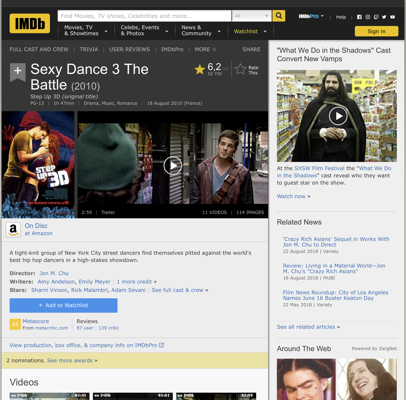 IMDb
Find Movies, TV shows, Celebrities and more...
All
IMDbPro
Help
Movies, TV
& Showtimes
Celebs, Events
& Photos
News &
Community
Watchlist
Sign in
FULL CAST AND CREW | TRIVIA | USER REVIEWS | IMDbPro | MORE
SHARE
Sexy Dance 3 The
Battle (2010)
6,2
Rate
This
Step Up 3D (original title)
PG-13 | 1h 47min | Drama, Music, Romance | 18 August 2010 (France)
STEP UP
3D
2:59 | Trailer
11 VIDEOS | 114 IMAGES
On Disc
at Amazon
A tight-knit group of New York City street dancers find themselves pitted against the world's
best hip hop dancers in a high-stakes showdown.
Director: Jon M. Chu
Writers: Amy Andelson, Emily Meyer | 1 more credit »
Stars: Sharni Vinson, Rick Malambri, Adam Sevani | See full cast & crew »
+ Add to Watchlist
Metascore
From metacritic.com
Reviews
87 user | 139 critic
View production, box office, & company info on IMDbPro
2 nominations. See more awards »
Videos
"What We Do in the Shadows" Cast
Convert New Vamps
At the SXSW Film Festival the "What We Do in
the Shadows" cast reveal who they want
to guest star on the show.
Watch now »
Related News
'Crazy Rich Asians' Sequel in Works With
Jon M. Chu to Direct
22 August 2018 | Variety
Review: Living in a Material World—Jon
M. Chu's "Crazy Rich Asians"
18 August 2018 | MUBI
Film News Roundup: City of Los Angeles
Names June 16 Buster Keaton Day
22 May 2018 | Variety
See all related articles »
Around The Web
Powered by ZergNet